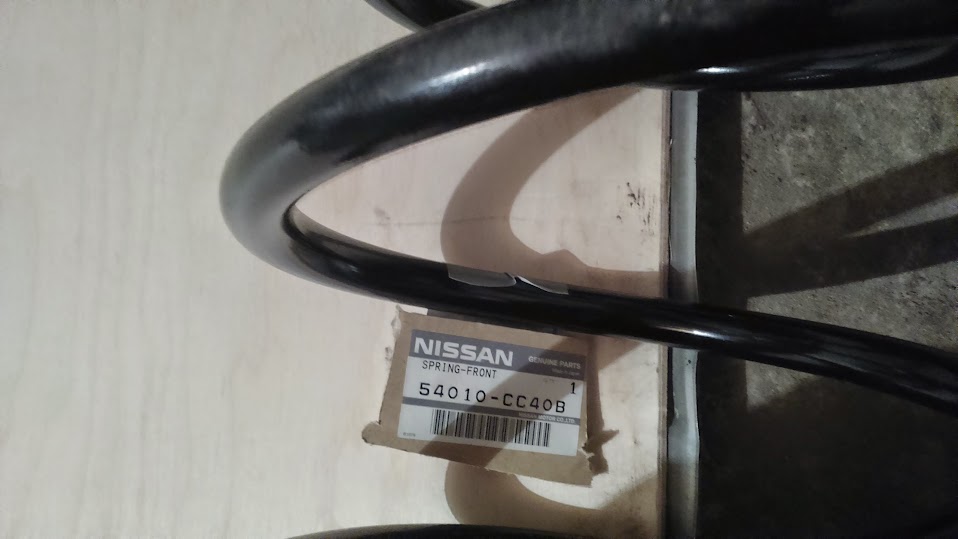 NISSAN
GENUINE PARTS
SPRING-FRONT
1
54010-CC40B